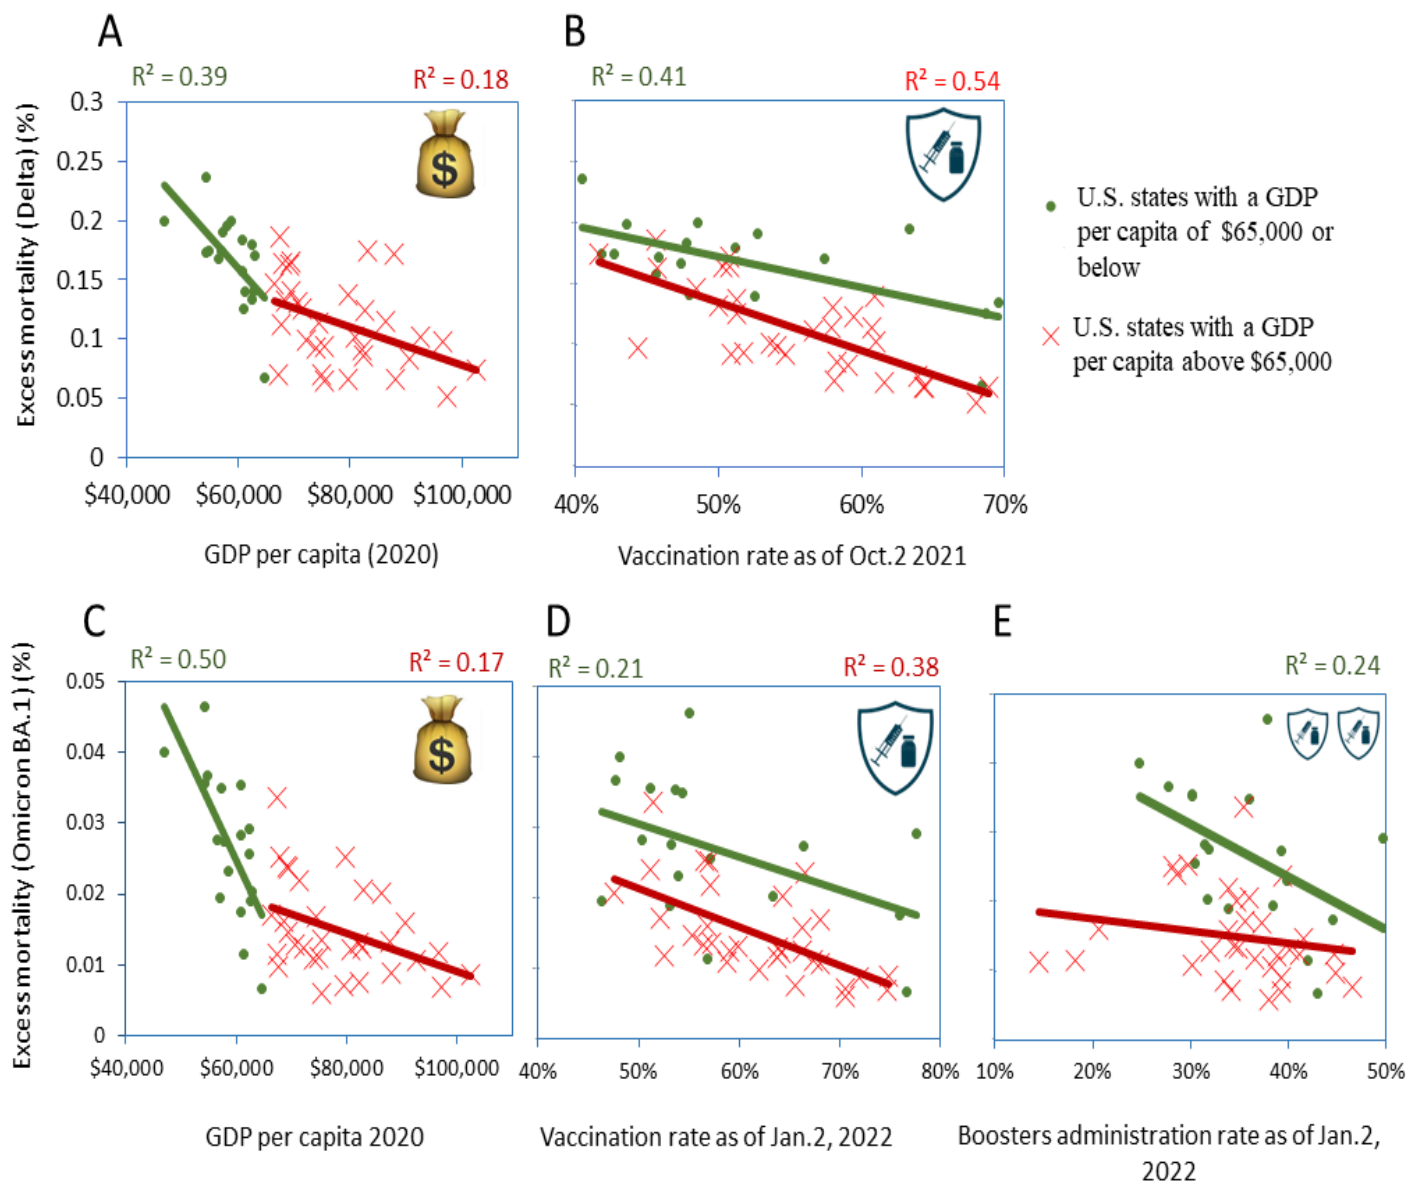 A
B
R² = 0.39
R² = 0.18
R² = 0.41
R² = 0.54
Excess mortality (Delta) (%)
0.3
0.25
0.2
0.15
0.1
0.05
0
$
$40,000
$60,000
$80,000
$100,000
40%
50%
60%
70%
GDP per capita (2020)
Vaccination rate as of Oct.2 2021
U.S. states with a GDP
per capita of $65,000 or
below
U.S. states with a GDP
per capita above $65,000
C
D
E
R² = 0.50
R² = 0.17
R² = 0.21
R² = 0.38
R² = 0.24
Excess mortality (Omicron BA.1) (%)
0.05
0.04
0.03
0.02
0.01
0
$
$40,000
$60,000
$80,000
$100,000
40%
50%
60%
70%
80%
10%
20%
30%
40%
50%
GDP per capita 2020
Vaccination rate as of Jan.2, 2022
Boosters administration rate as of Jan.2,
2022